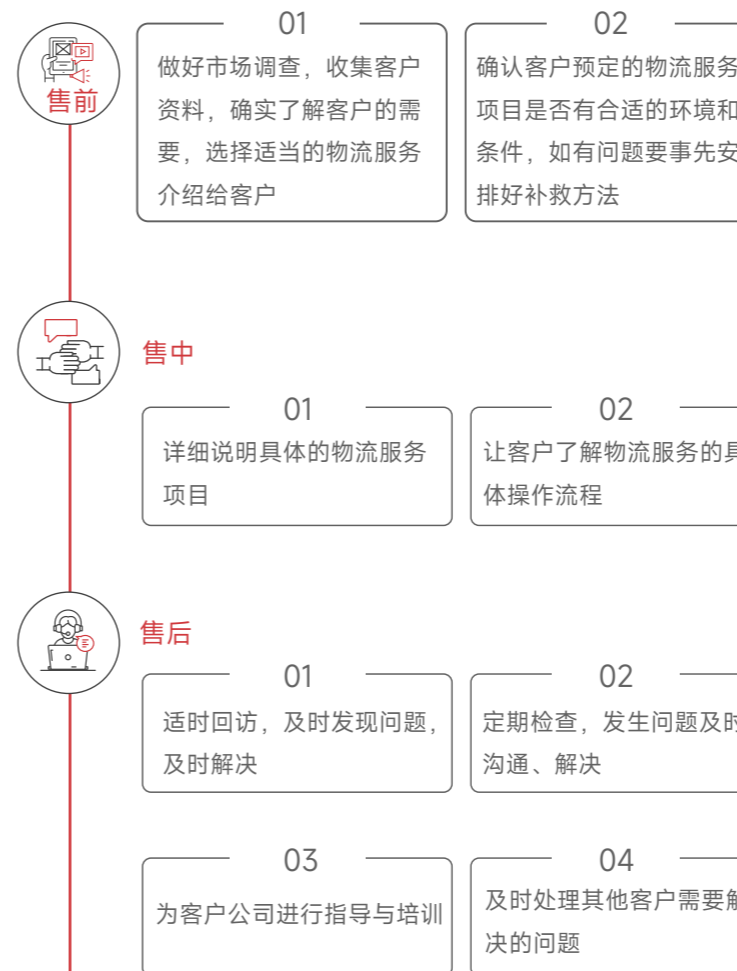 售前
01
做好市场调查，收集客户
资料，确实了解客户的需
要，选择适当的物流服务
介绍给客户
02
确认客户预定的物流服务
项目是否有合适的环境和
条件，如有问题要事先安
排好补救方法
售中
01
详细说明具体的物流服务
项目
02
让客户了解物流服务的具
体操作流程
售后
01
适时回访，及时发现问题，
及时解决
02
定期检查，发生问题及时
沟通、解决
03
为客户公司进行指导与培训
04
及时处理其他客户需要解
决的问题